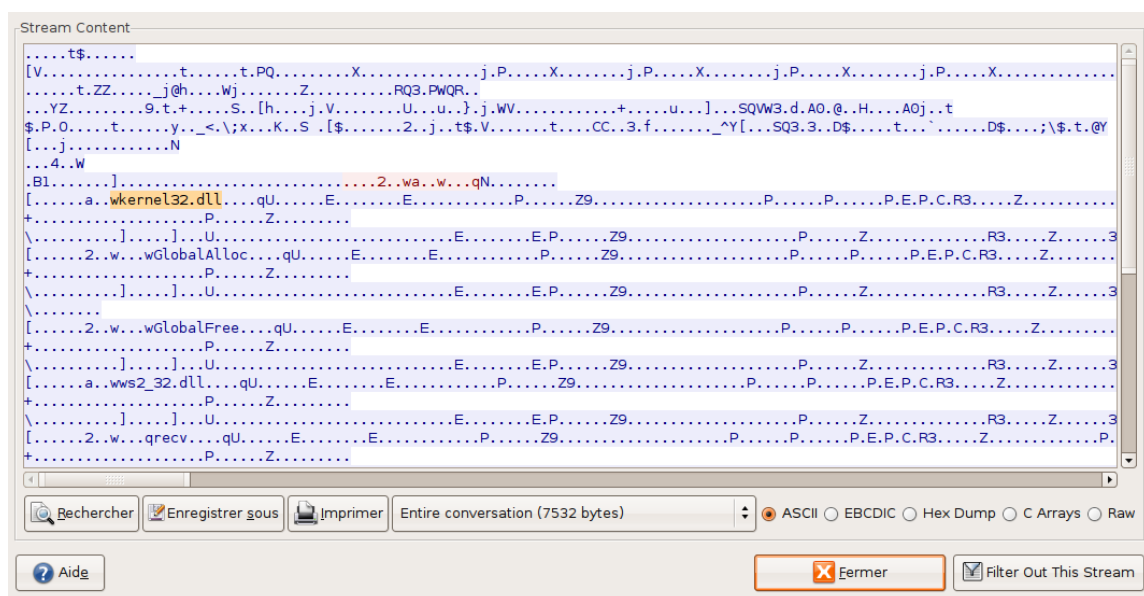 Stream Content
.....t$......
[V................t......t.PQ.........X..............j.P.....X........j.P.....X........j.P.....X........j.P.....X..............
......t.ZZ....._j@h....Wj........Z..........RQ3.PWQR..
...YZ........9.t.+.....S..[h....j.V........U...u..}.j.WV............+.....u...]...SQVW3.d.AO.@..H....AOj..t
$.P.O.....t......y.._<.\;x...K..S .[$.......2..j..t$.V.......t....CC..3.f......._^Y[...SQ3.3..D$.....t...`......D$....;\$.t.@Y
[...j............N
...4..W
.B1.......]...............................2..wa..w...qN........
[......a..wkernel32.dll....qU......E........E............P......Z9....................P......P......P.E.P.C.R3.....Z...........
+....................P......Z.........
\..........].....]...U...........................E........E.P......Z9....................P......Z..............R3.....Z......3
[......2..w...wGlobalAlloc....qU......E........E............P......Z9....................P......P......P.E.P.C.R3.....Z........
+....................P......Z.........
\..........].....]...U...........................E........E.P......Z9....................P......Z..............R3.....Z......3
\........
[......2..w...wGlobalFree....qU......E........E............P......Z9....................P......P......P.E.P.C.R3.....Z.........
+....................P......Z.........
\..........].....]...U...........................E........E.P......Z9....................P......Z..............R3.....Z......3
[......a..wws2_32.dll....qU......E........E............P......Z9....................P......P......P.E.P.C.R3.....Z............
+....................P......Z.........
\..........].....]...U...........................E........E.P......Z9....................P......Z..............R3.....Z......3
[......2..w...qrecv....qU......E........E............P......Z9....................P......P......P.E.P.C.R3.....Z.............P.
+....................P......Z.........
Rechercher Enregistrer sous Imprimer Entire conversation (7532 bytes) ASCII EBCDIC Hex Dump C Arrays Raw
Aide Fermer Filter Out This Stream